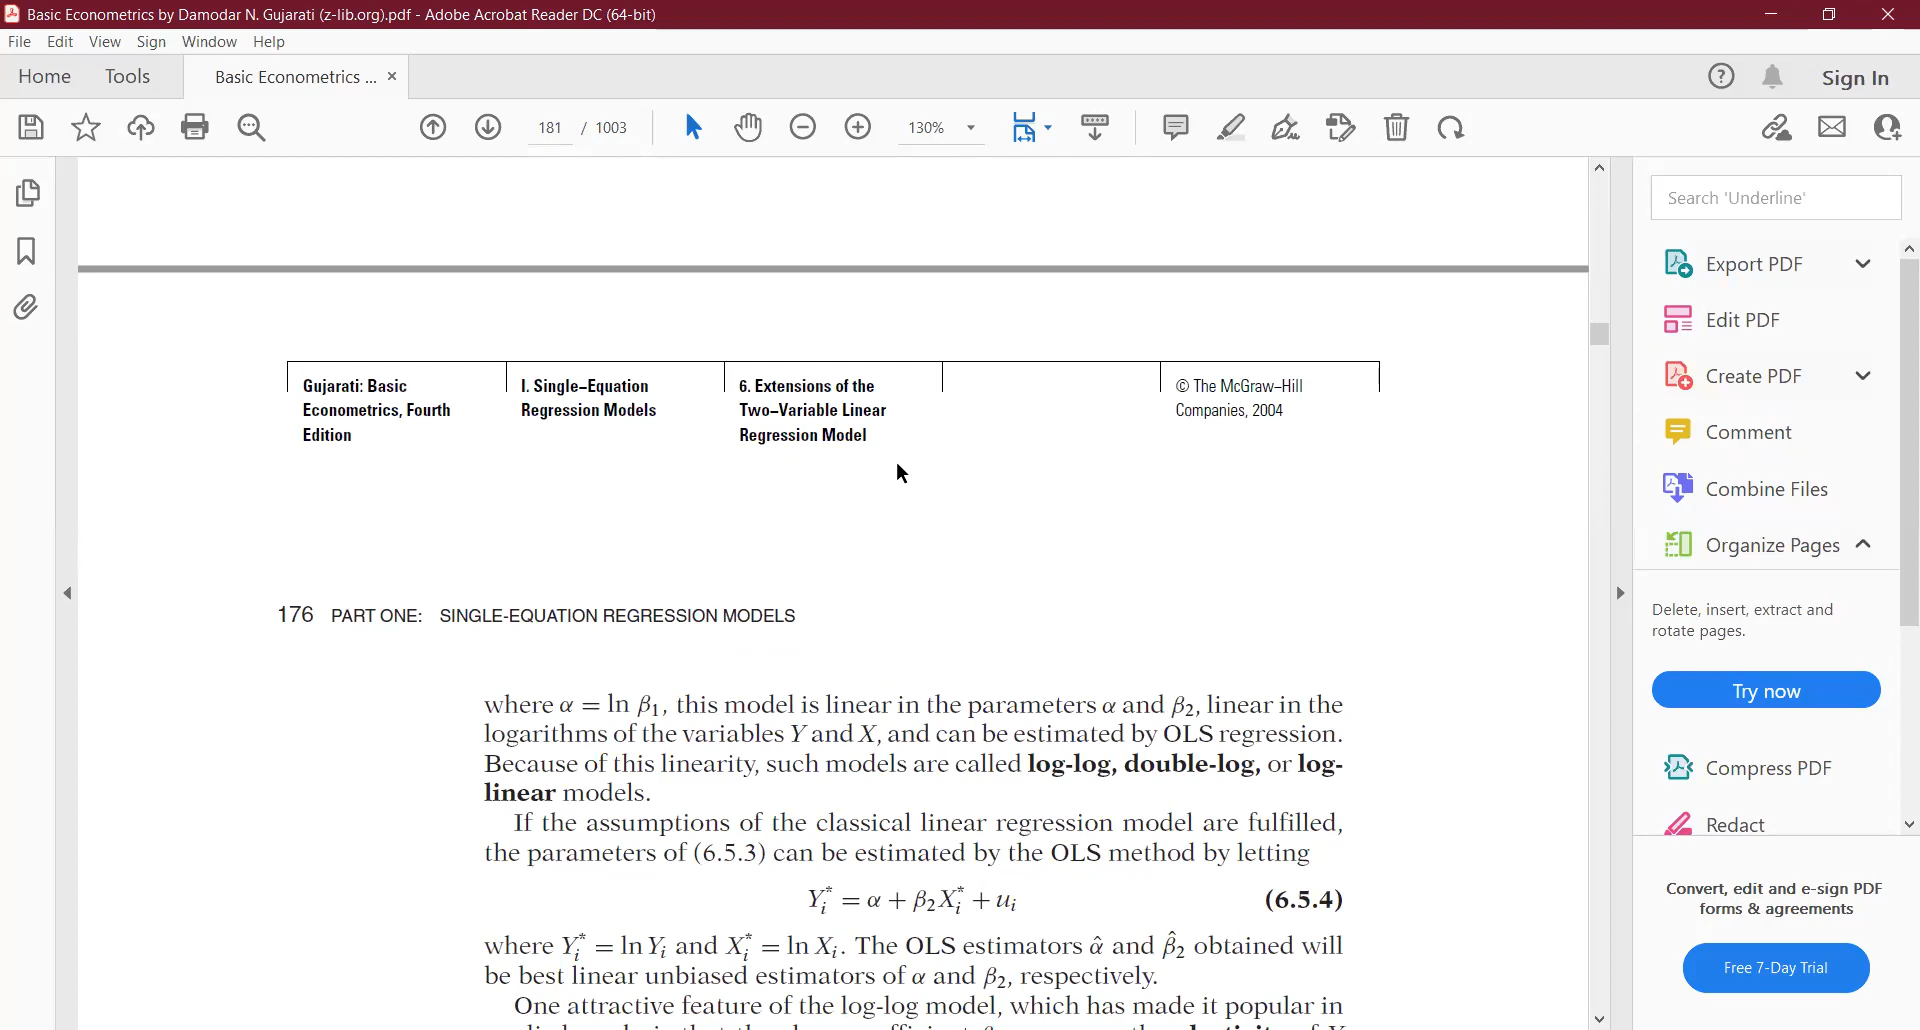 Basic Econometrics by Damodar N. Gujarati (z-lib.org).pdf - Adobe Acrobat Reader DC (64-bit)
File Edit View Sign Window Help
Home Tools Basic Econometrics ... × Sign In
181 / 1003 130%
Search 'Underline'
Export PDF
Edit PDF
Create PDF
Comment
Combine Files
Organize Pages
Delete, insert, extract and
rotate pages.
Try now
Compress PDF
Redact
Convert, edit and e-sign PDF
forms & agreements
Free 7-Day Trial
Gujarati: Basic
Econometrics, Fourth
Edition
I. Single–Equation
Regression Models
6. Extensions of the
Two–Variable Linear
Regression Model
© The McGraw–Hill
Companies, 2004
176 PART ONE: SINGLE-EQUATION REGRESSION MODELS
where α = ln β₁, this model is linear in the parameters α and β₂, linear in the
logarithms of the variables Y and X, and can be estimated by OLS regression.
Because of this linearity, such models are called log-log, double-log, or log-
linear models.
If the assumptions of the classical linear regression model are fulfilled,
the parameters of (6.5.3) can be estimated by the OLS method by letting
Yᵢ* = α + β₂Xᵢ* + uᵢ (6.5.4)
where Yᵢ* = ln Yᵢ and Xᵢ* = ln Xᵢ. The OLS estimators α̂ and β̂₂ obtained will
be best linear unbiased estimators of α and β₂, respectively.
One attractive feature of the log-log model, which has made it popular in